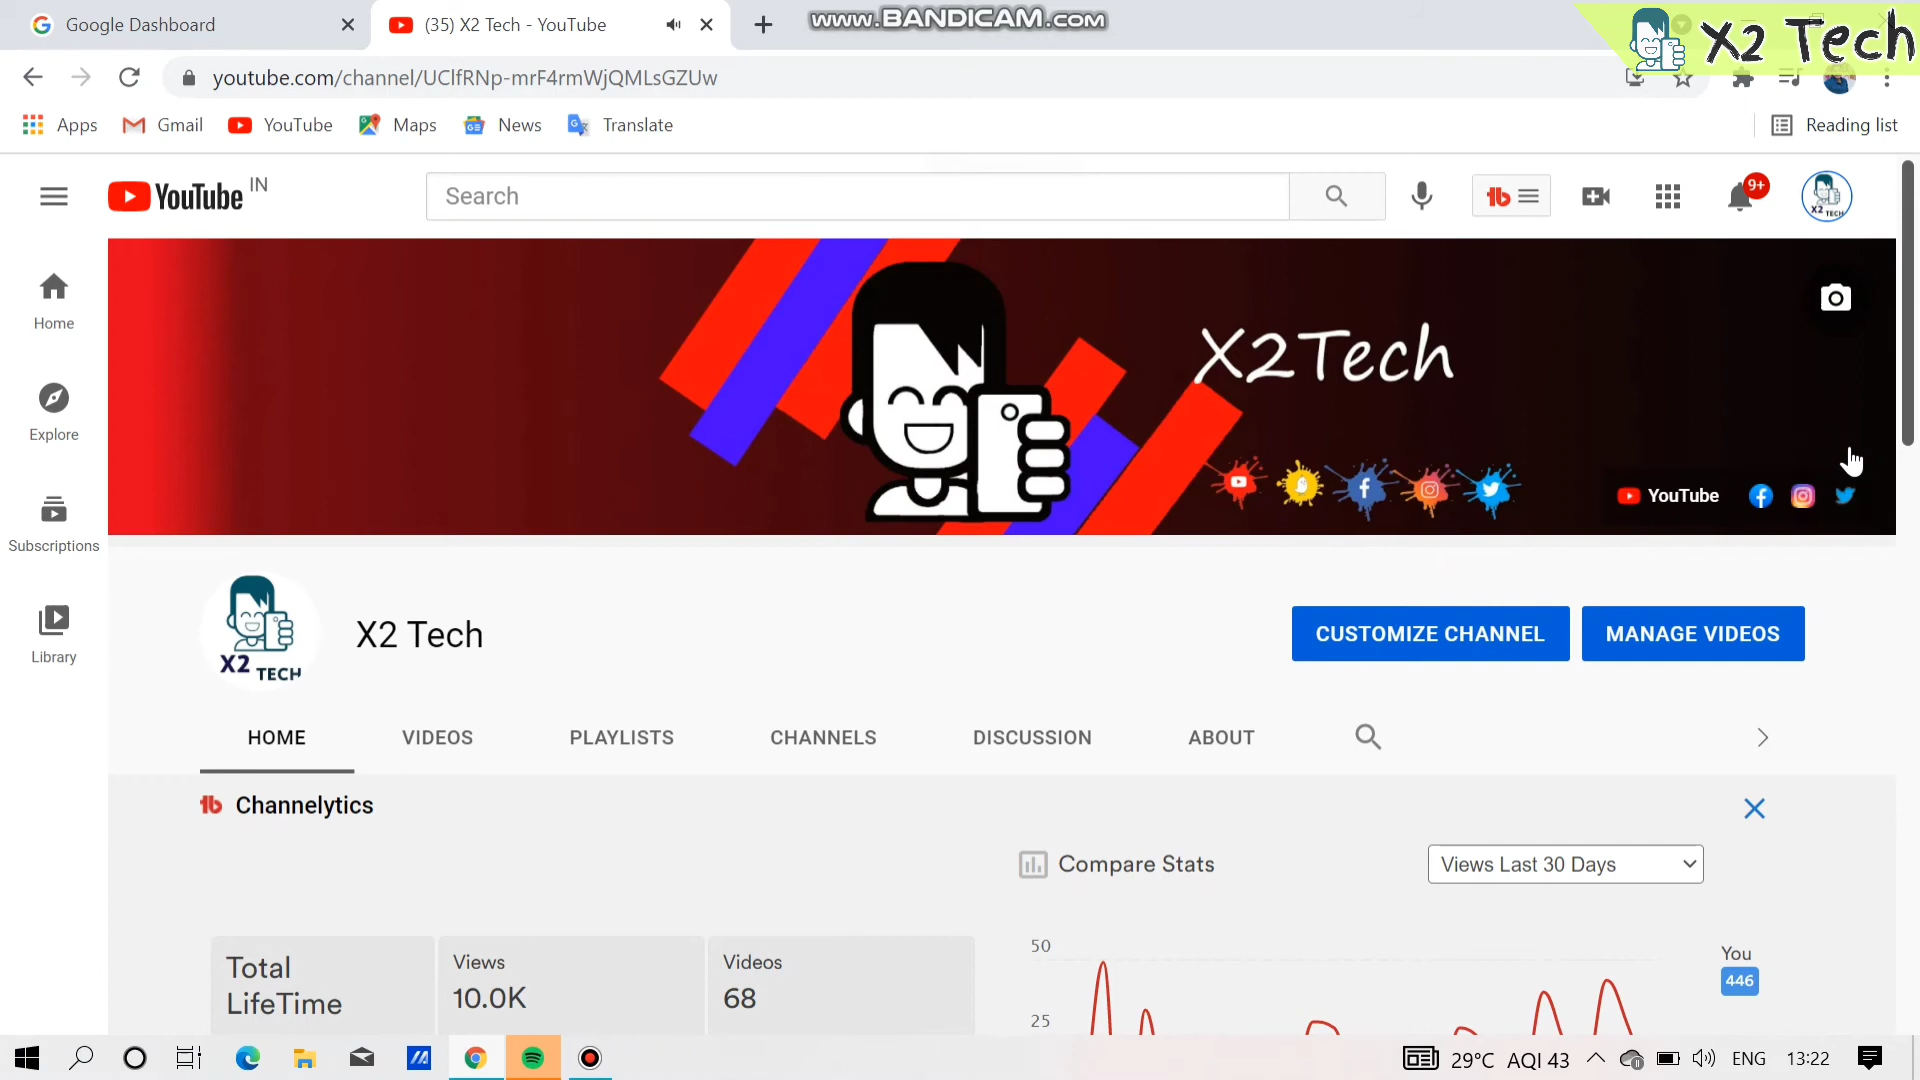 Google Dashboard
(35) X2 Tech - YouTube
www.BANDICAM.com
X2 Tech
youtube.com/channel/UClfRNp-mrF4rmWjQMLsGZUw
Apps
Gmail
YouTube
Maps
News
Translate
Reading list
YouTube IN
Search
9+
X2 TECH
Home
Explore
Subscriptions
Library
X2Tech
YouTube
X2 TECH
X2 Tech
CUSTOMIZE CHANNEL
MANAGE VIDEOS
HOME
VIDEOS
PLAYLISTS
CHANNELS
DISCUSSION
ABOUT
Channelytics
Compare Stats
Views Last 30 Days
Total
LifeTime
Views
10.0K
Videos
68
50
25
You
446
29°C AQI 43
ENG
13:22